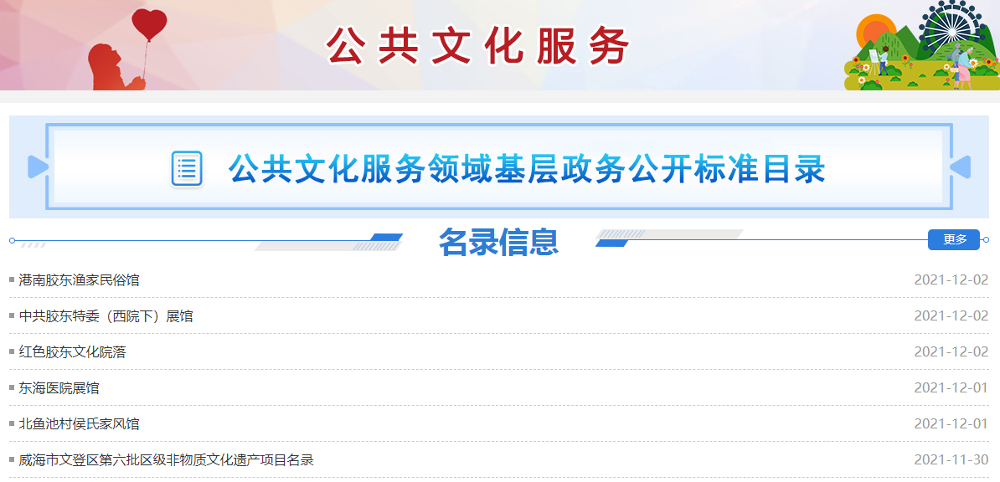 公共文化服务
公共文化服务领域基层政务公开标准目录
名录信息
更多
港南胶东渔家民俗馆 2021-12-02
中共胶东特委（西院下）展馆 2021-12-02
红色胶东文化院落 2021-12-02
东海医院展馆 2021-12-01
北鱼池村侯氏家风馆 2021-12-01
威海市文登区第六批区级非物质文化遗产项目名录 2021-11-30